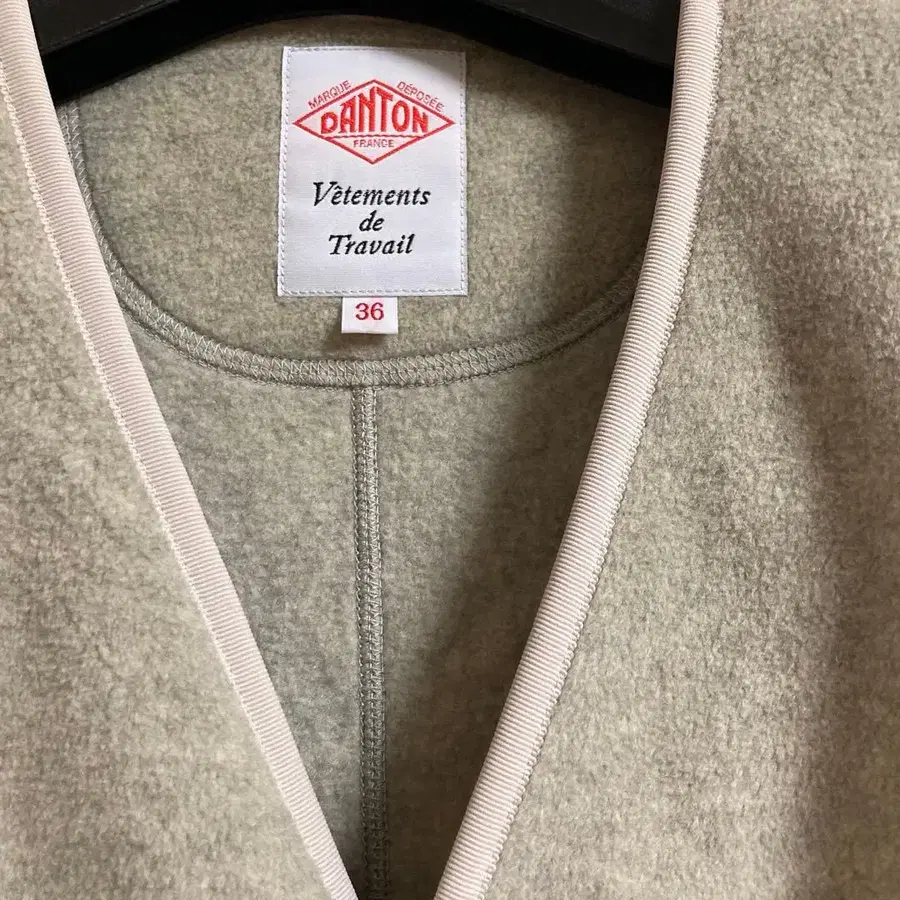 MARQUE DÉPOSÉE
DANTON
FRANCE
Vêtements
de
Travail
36